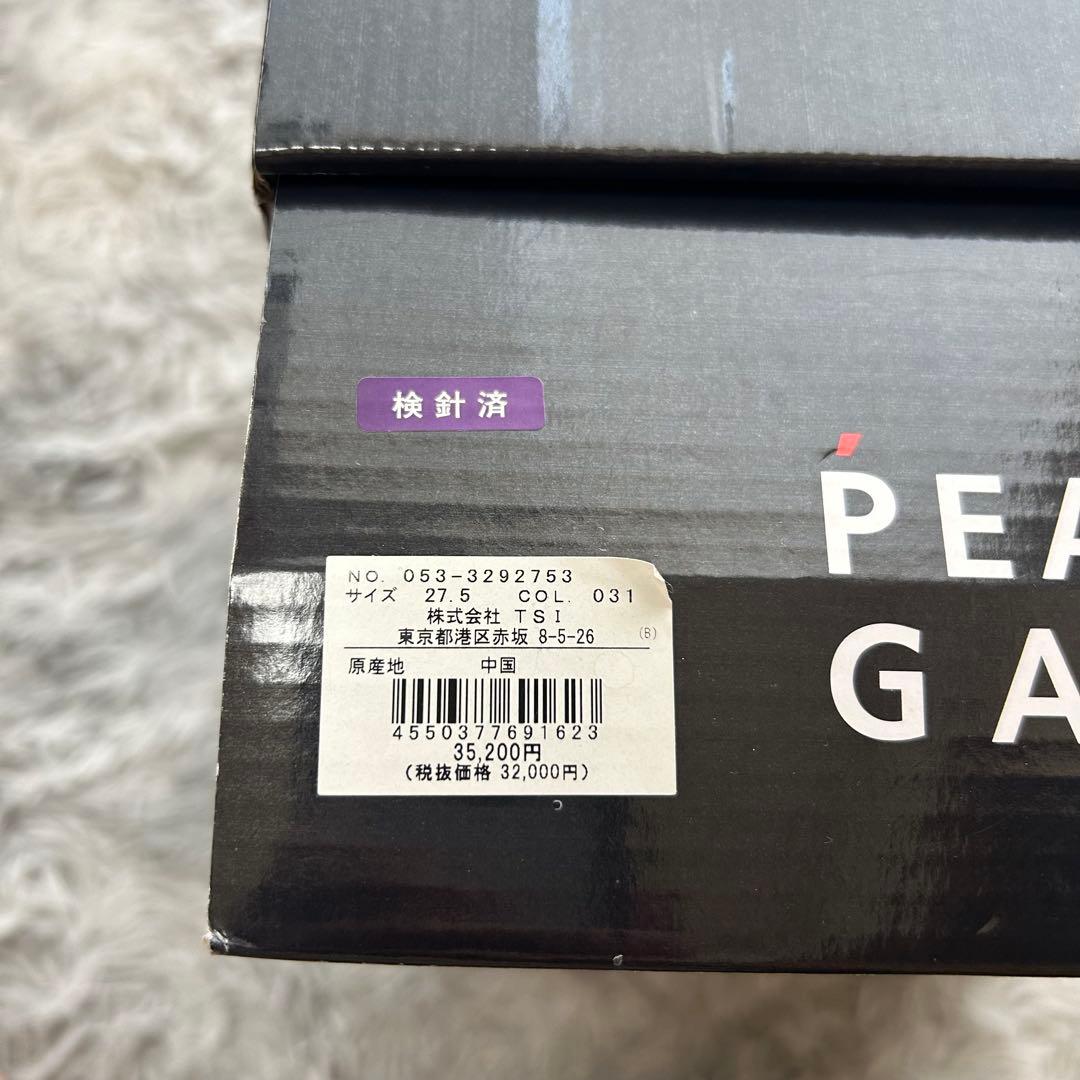 検針済
PEA
GA
NO. 053-3292753
サイズ 27.5 COL. 031
株式会社 TSI
東京都港区赤坂 8-5-26 (B)
原産地 中国
4550377691623
35,200円
(税抜価格 32,000円)